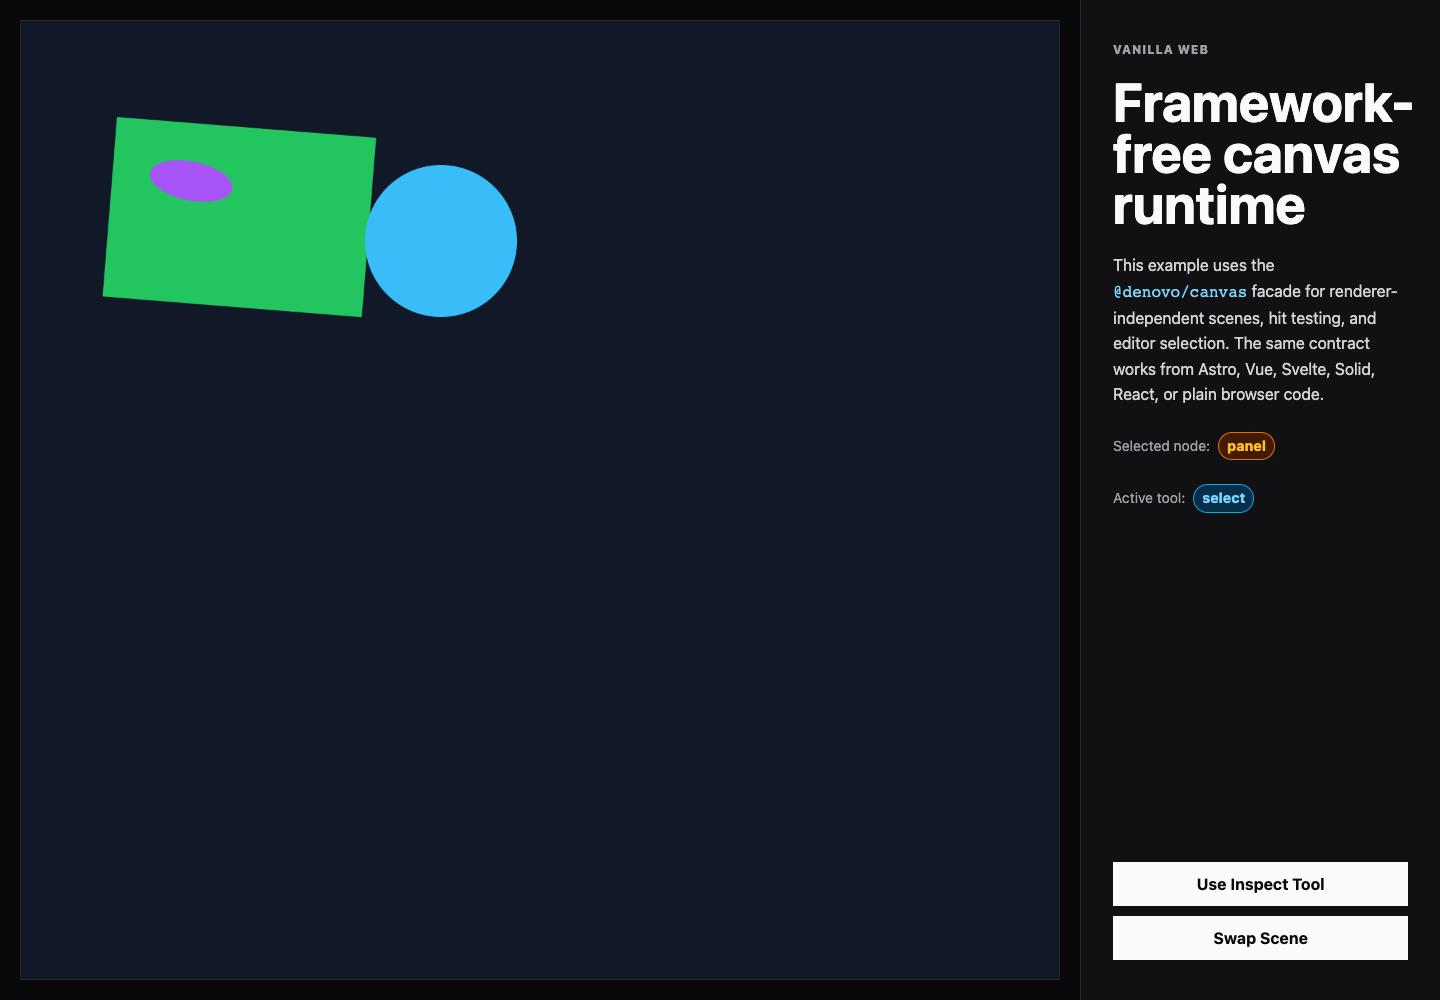 VANILLA WEB
Framework-
free canvas
runtime
This example uses the
@denovo/canvas facade for renderer-
independent scenes, hit testing, and
editor selection. The same contract
works from Astro, Vue, Svelte, Solid,
React, or plain browser code.
Selected node: panel
Active tool: select
Use Inspect Tool
Swap Scene